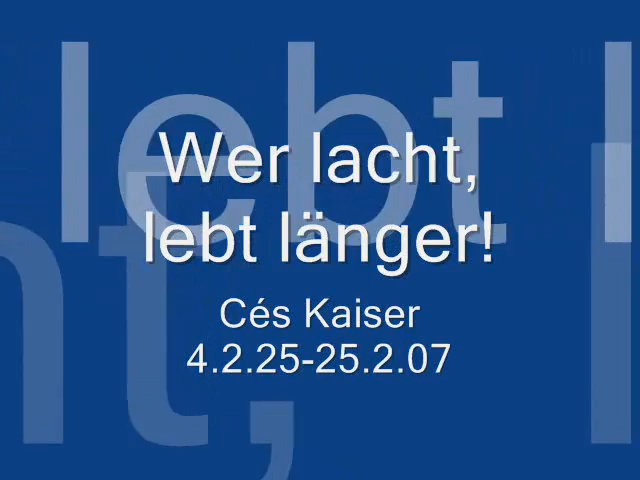 Wer lacht,
lebt länger!
Cés Kaiser
4.2.25-25.2.07